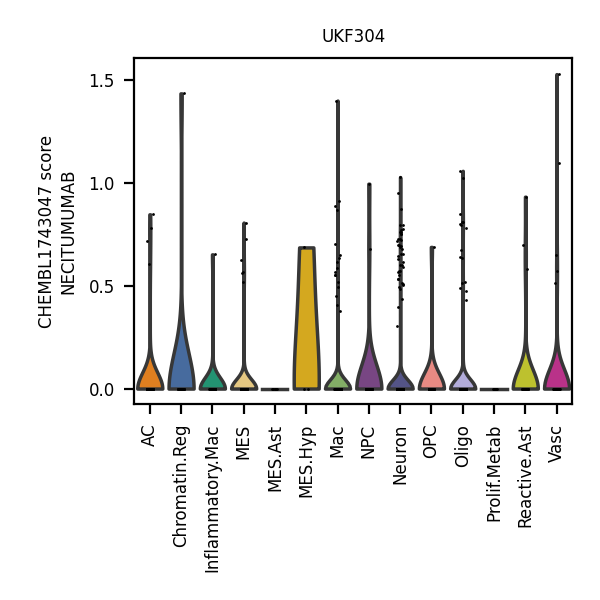 UKF304
CHEMBL1743047 score
NECITUMUMAB
1.5
1.0
0.5
0.0
AC
Chromatin.Reg
Inflammatory.Mac
MES
MES.Ast
MES.Hyp
Mac
NPC
Neuron
OPC
Oligo
Prolif.Metab
Reactive.Ast
Vasc